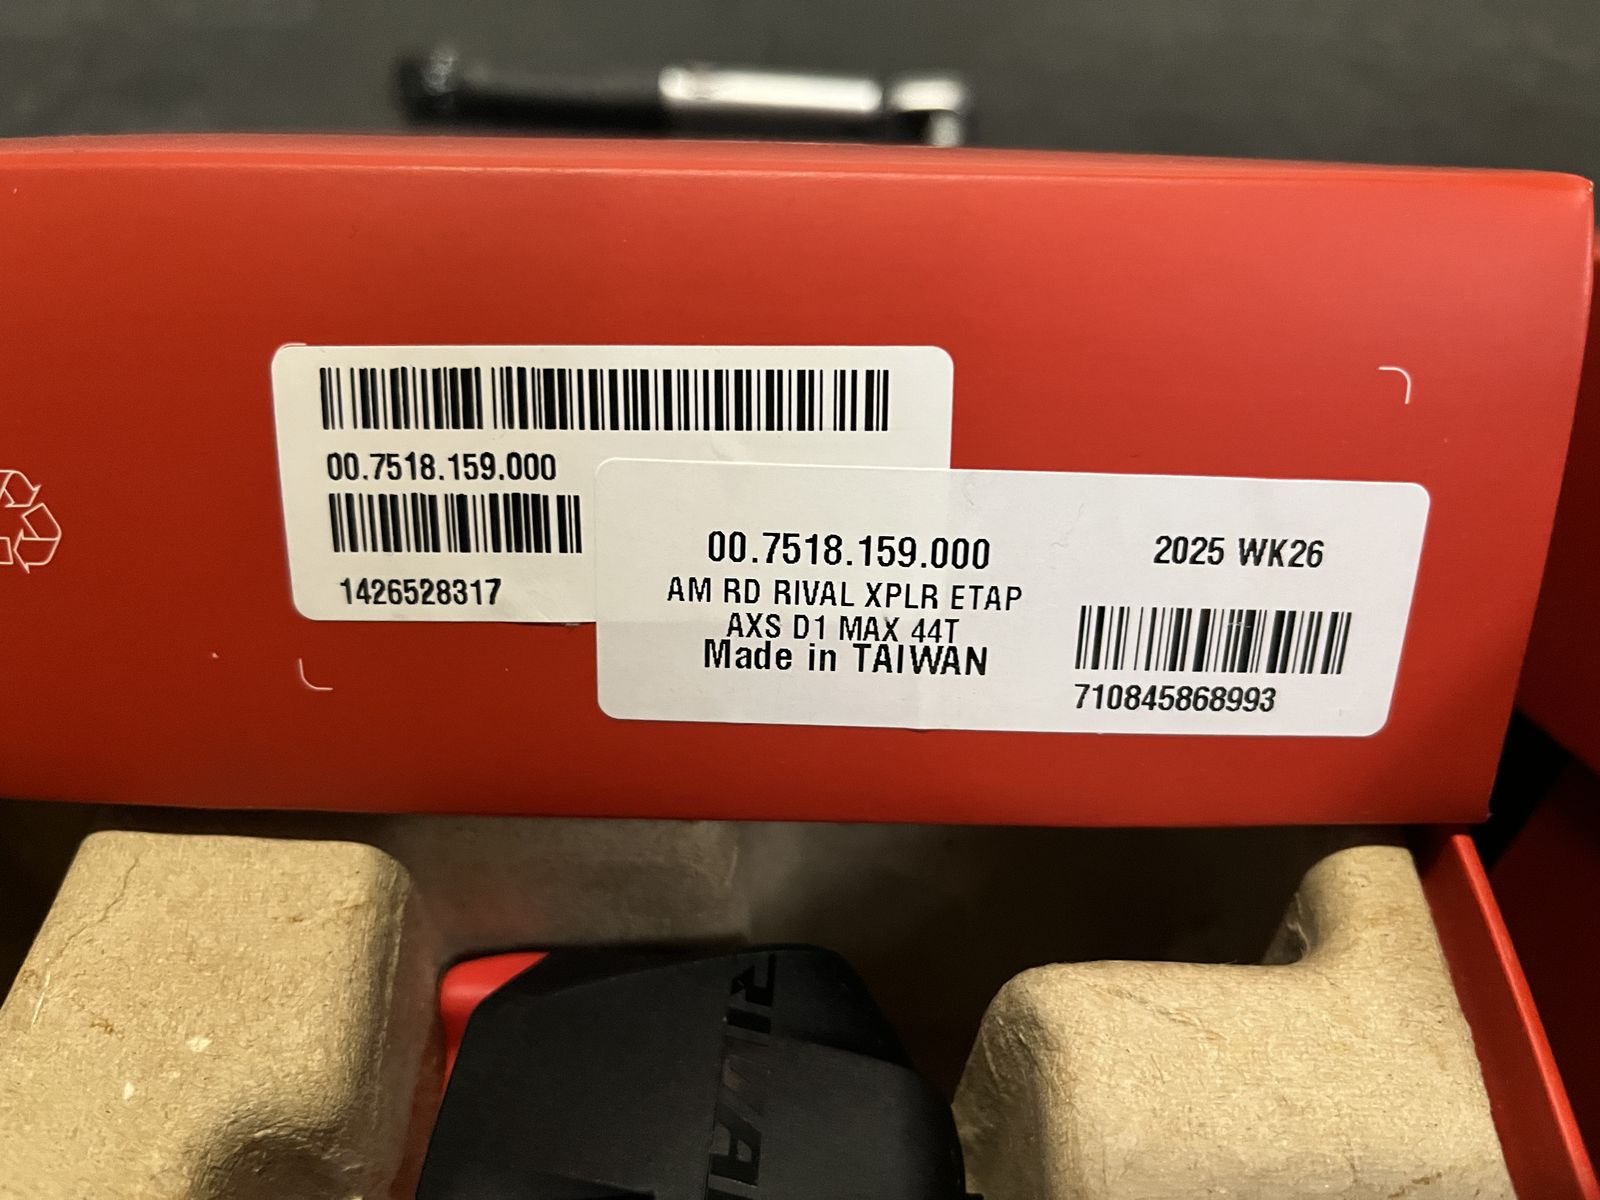 00.7518.159.000
1426528317
00.7518.159.000
AM RD RIVAL XPLR ETAP
AXS D1 MAX 44T
Made in TAIWAN
2025 WK26
710845868993
RIVAL